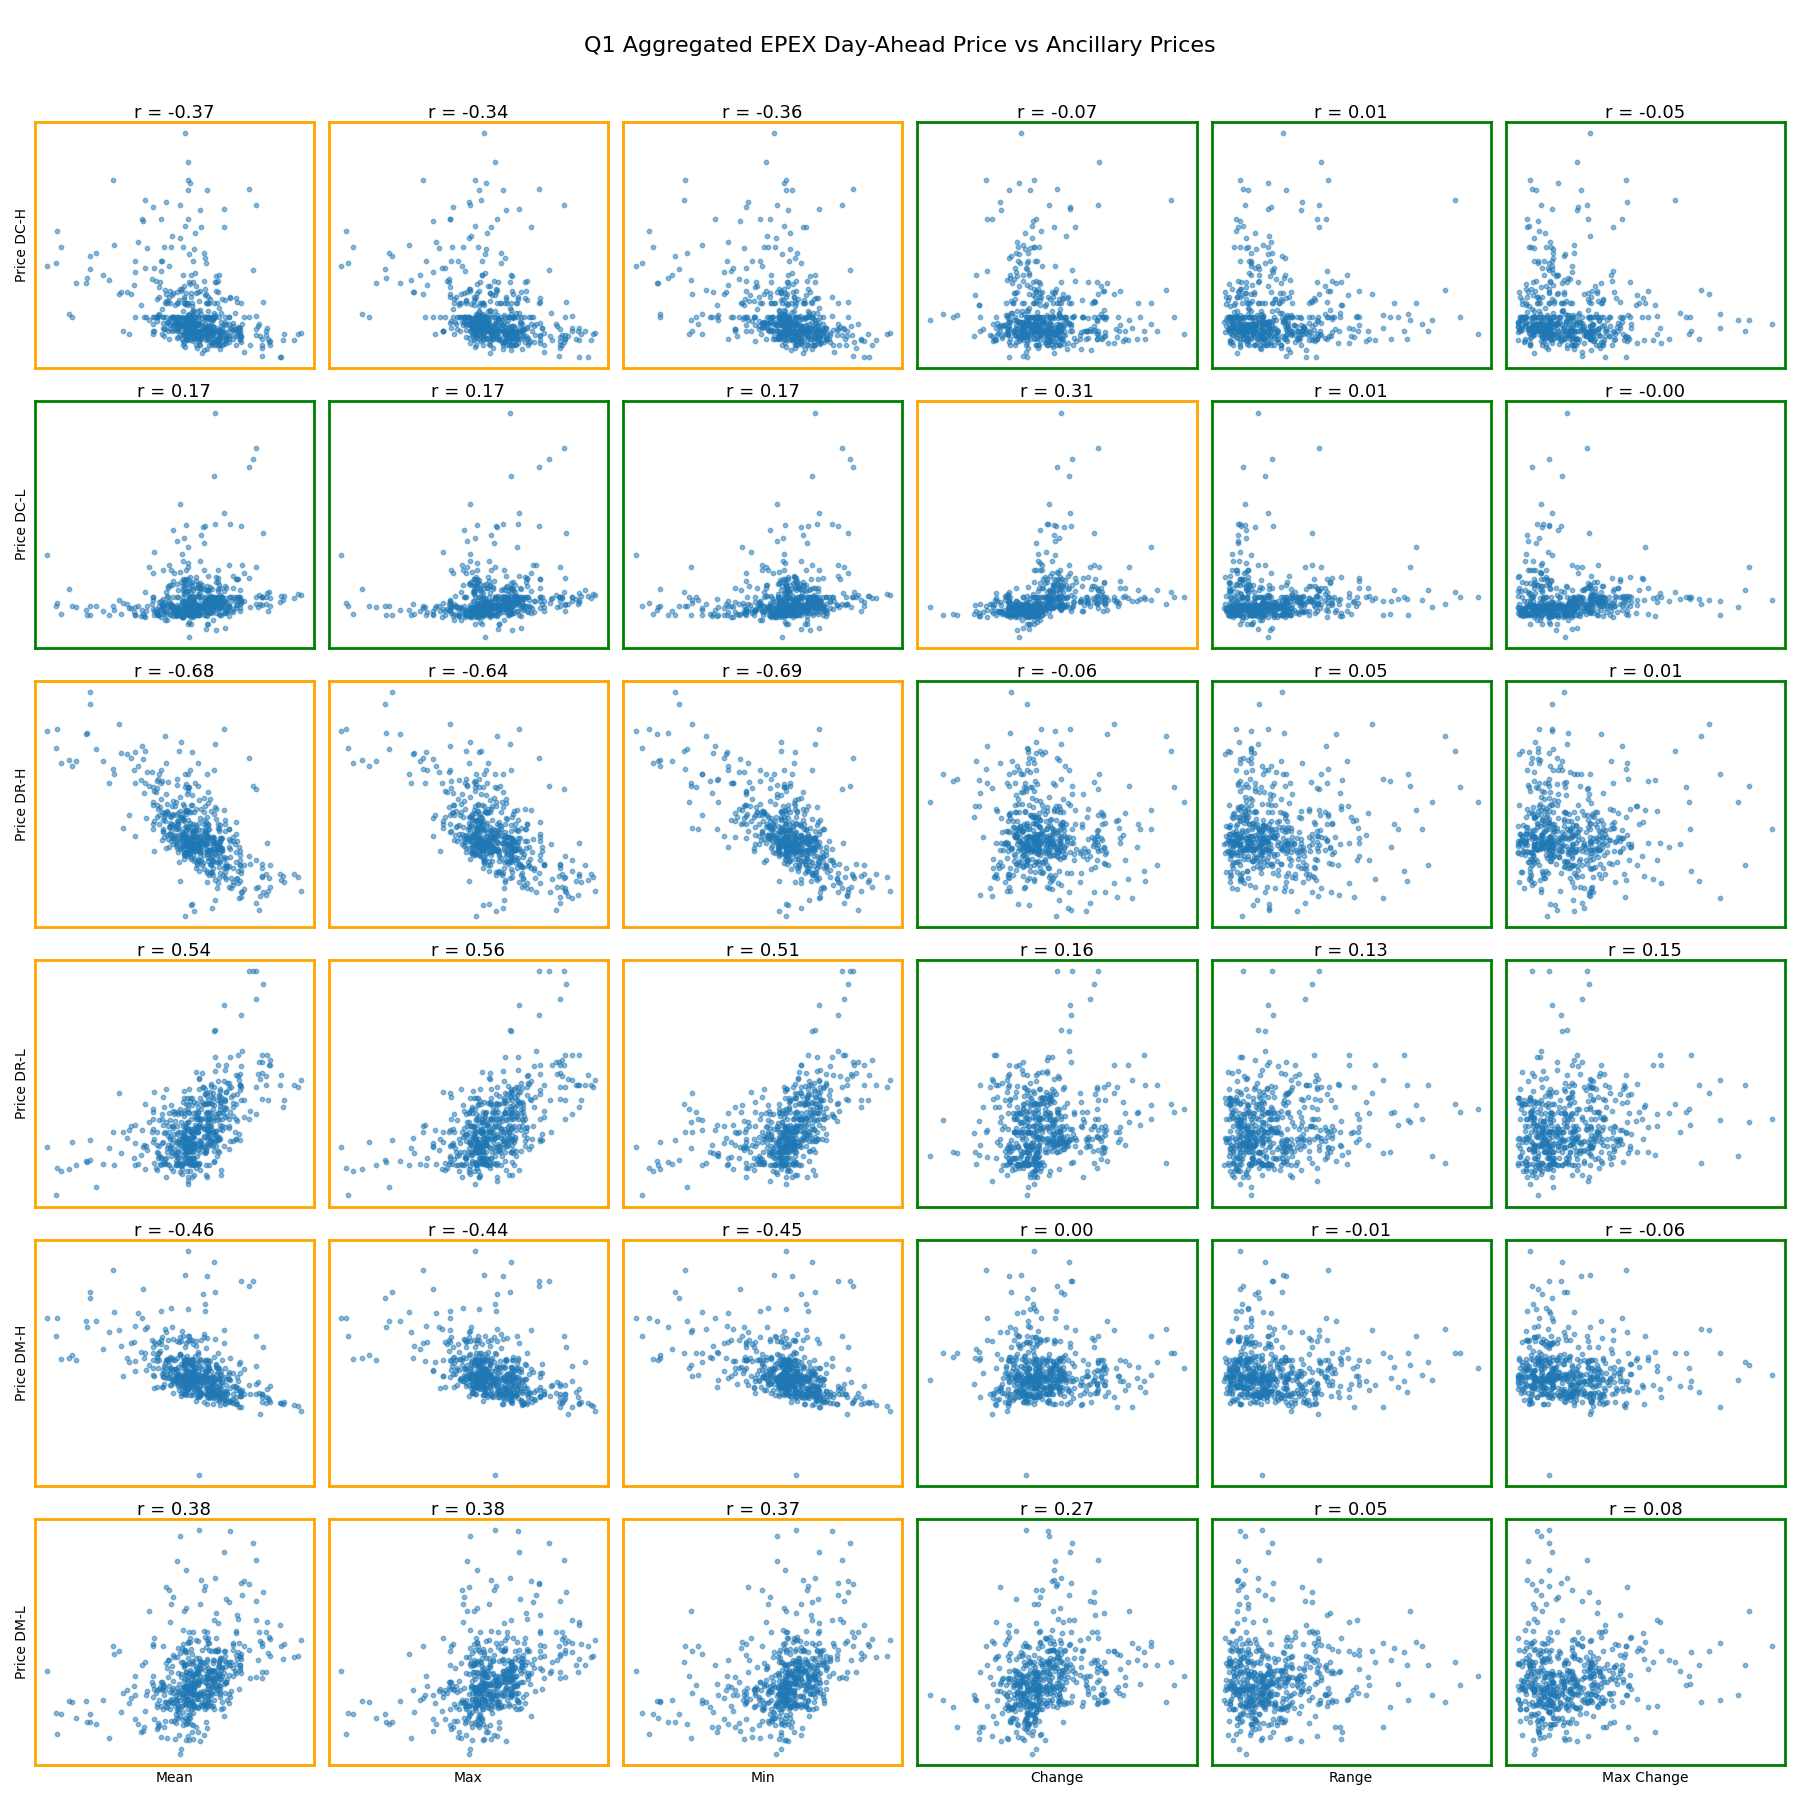 Q1 Aggregated EPEX Day-Ahead Price vs Ancillary Prices
r = -0.37
r = -0.34
r = -0.36
r = -0.07
r = 0.01
r = -0.05
Price DC-H
r = 0.17
r = 0.17
r = 0.17
r = 0.31
r = 0.01
r = -0.00
Price DC-L
r = -0.68
r = -0.64
r = -0.69
r = -0.06
r = 0.05
r = 0.01
Price DR-H
r = 0.54
r = 0.56
r = 0.51
r = 0.16
r = 0.13
r = 0.15
Price DR-L
r = -0.46
r = -0.44
r = -0.45
r = 0.00
r = -0.01
r = -0.06
Price DM-H
r = 0.38
r = 0.38
r = 0.37
r = 0.27
r = 0.05
r = 0.08
Price DM-L
Mean
Max
Min
Change
Range
Max Change